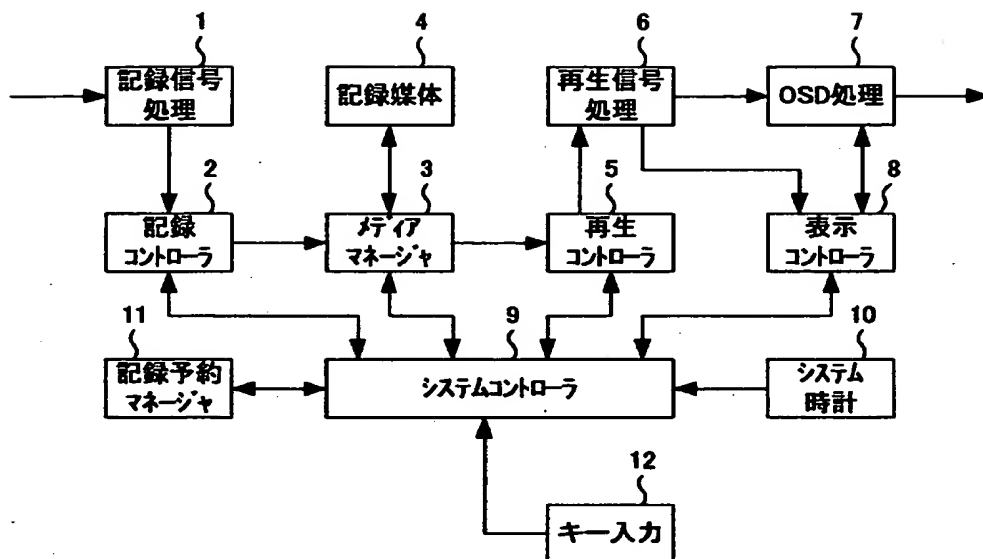 1
記録信号
処理
4
記録媒体
6
再生信号
処理
7
OSD処理
2
記録
コントローラ
3
メディア
マネージャ
5
再生
コントローラ
8
表示
コントローラ
11
記録予約
マネージャ
9
システムコントローラ
10
システム
時計
12
キー入力